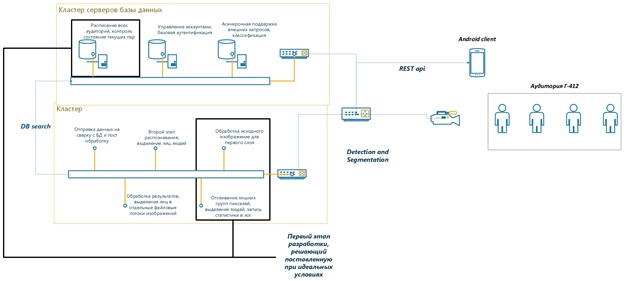 Кластер серверов базы данных
Расписание всех
аудиторий, контроль
состояние текущих пар
Управление аккаунтами,
базовая аутентификация
Асинхронная поддержка
внешних запросов,
классификация
Android client
REST api
Аудитория Г-412
DB search
Кластер
Отправка данных на
сверку с БД и пост
обработку
Второй этап
распознавания,
выделение лиц людей
Обработка исходного
изображение для
первого слоя
Detection and
Segmentation
Обработка результатов,
выделения лиц в
отдельные файловые
потоки изображений
Отсеивание лишних
групп пикселей,
выделение людей, запись
статистики в лог
Первый этап
разработки,
решающий
поставленную
при идеальных
условиях